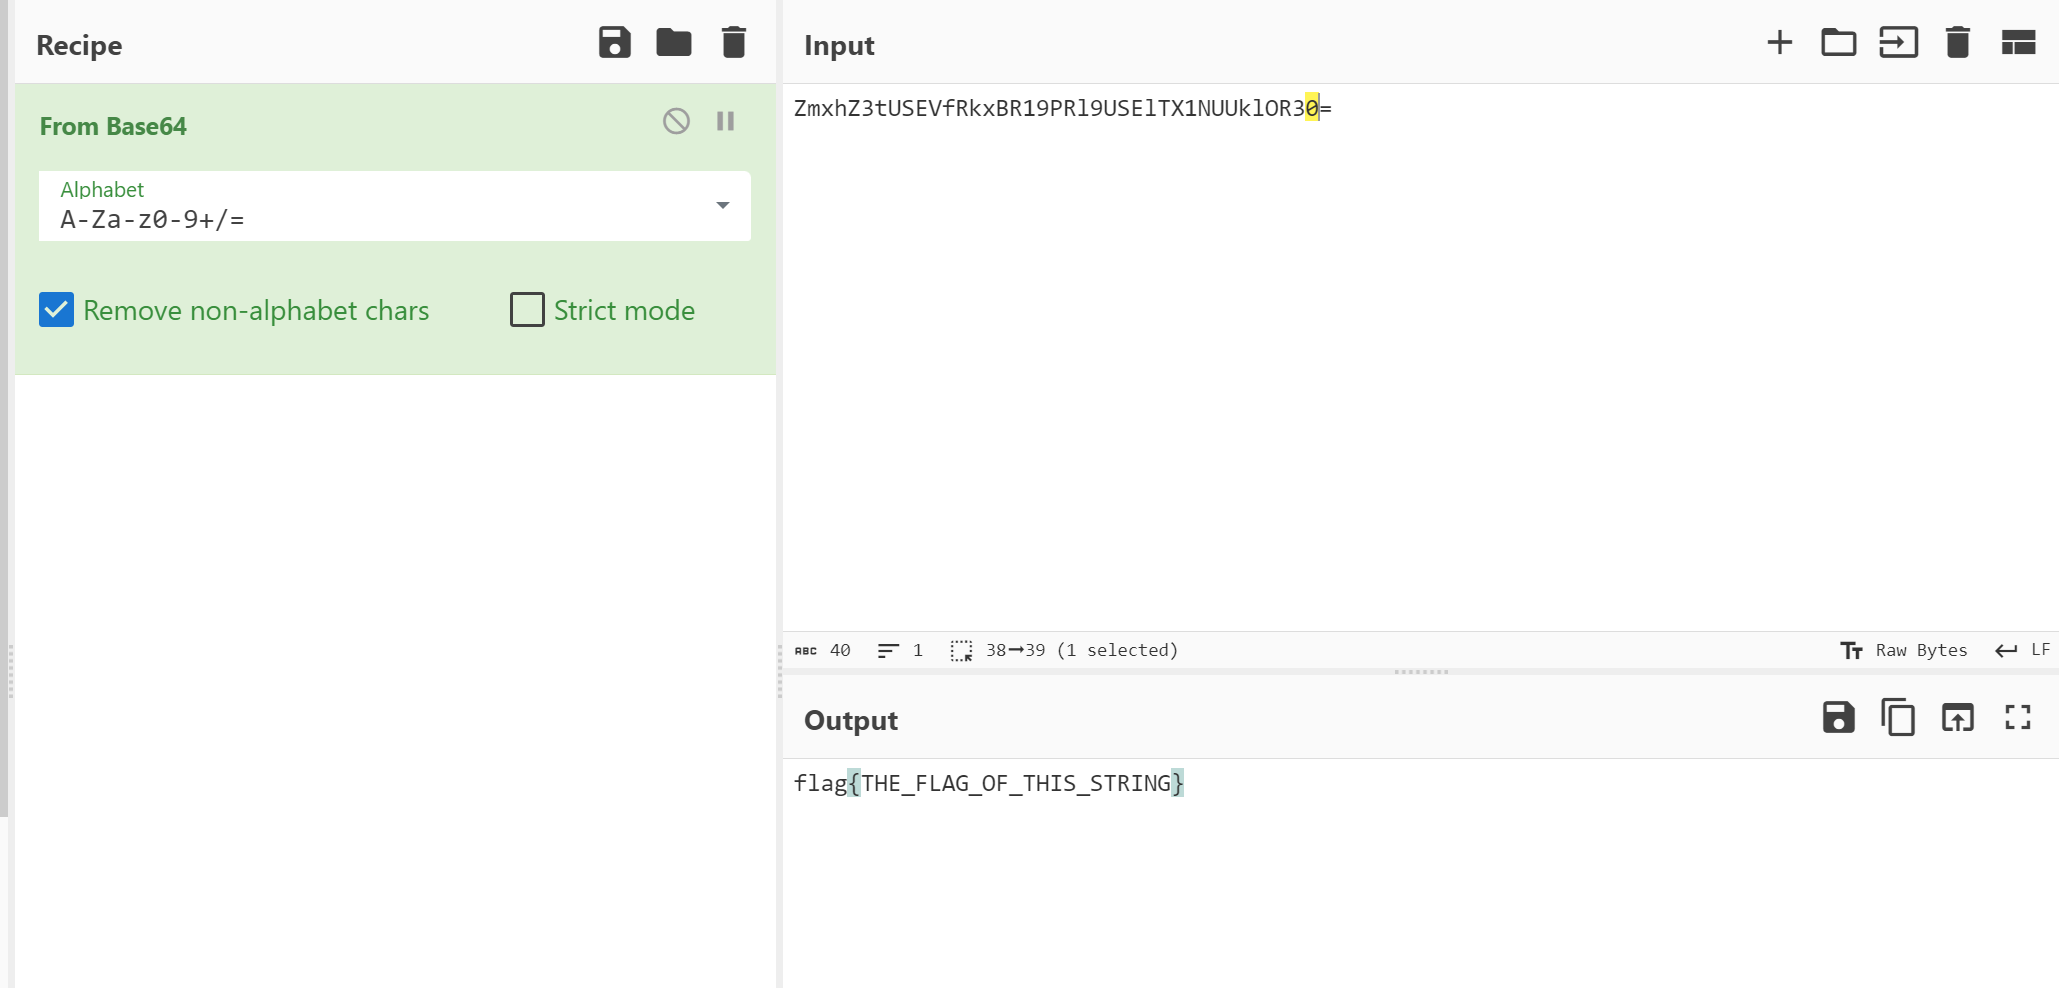 Recipe
From Base64
Alphabet
A-Za-z0-9+/=
Remove non-alphabet chars Strict mode
Input
ZmxhZ3tUSEVfRkxBR19PRl9USElTX1NUUklOR30=
ABC 40 1 38→39 (1 selected) Tт Raw Bytes LF
Output
flag{THE_FLAG_OF_THIS_STRING}